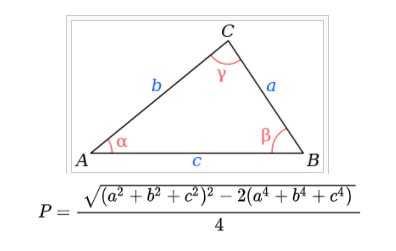 C
b
γ
a
α
β
A
c
B
P = √((a² + b² + c²)² − 2(a⁴ + b⁴ + c⁴)) / 4